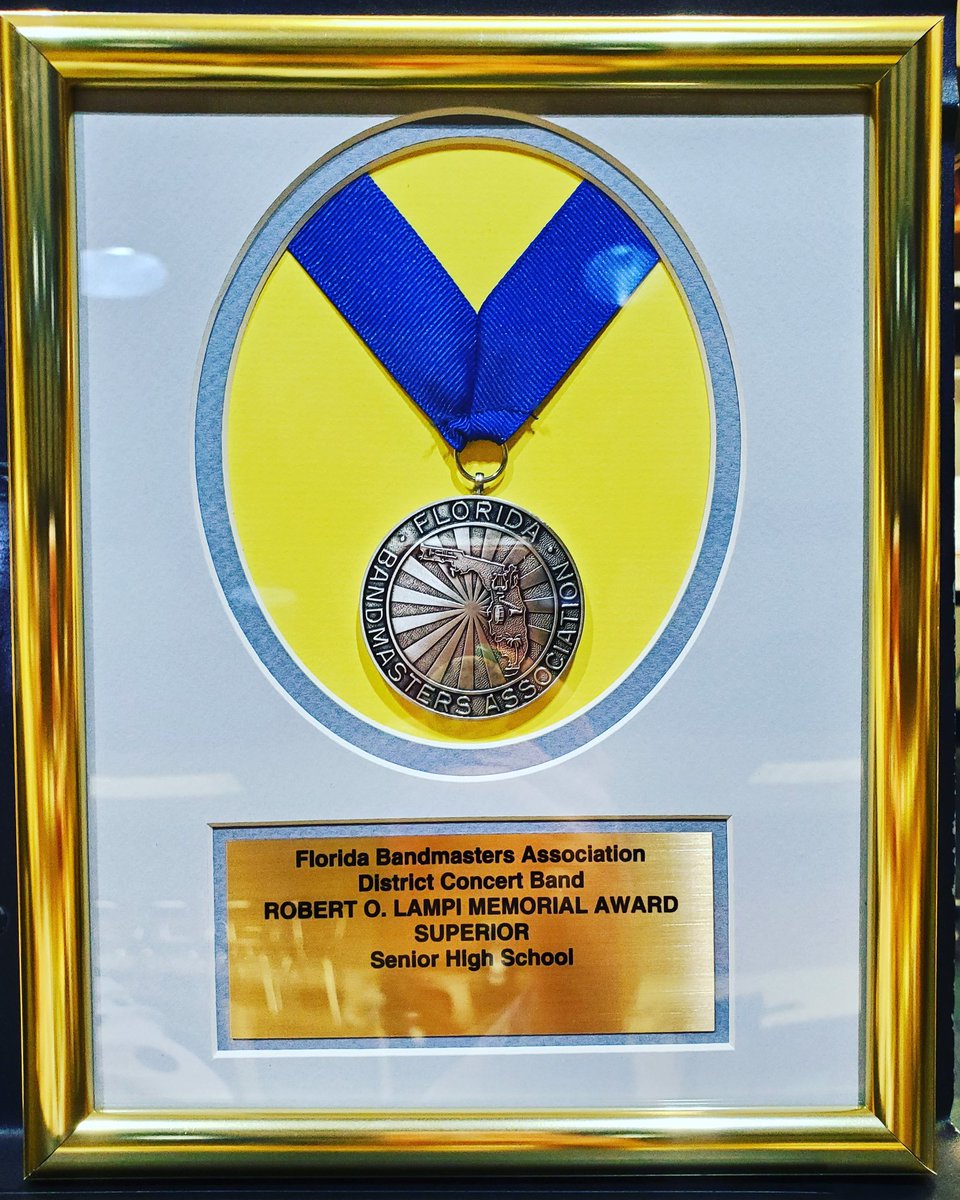 FLORIDA
BANDMASTERS ASSOCIATION
Florida Bandmasters Association
District Concert Band
ROBERT O. LAMPI MEMORIAL AWARD
SUPERIOR
Senior High School